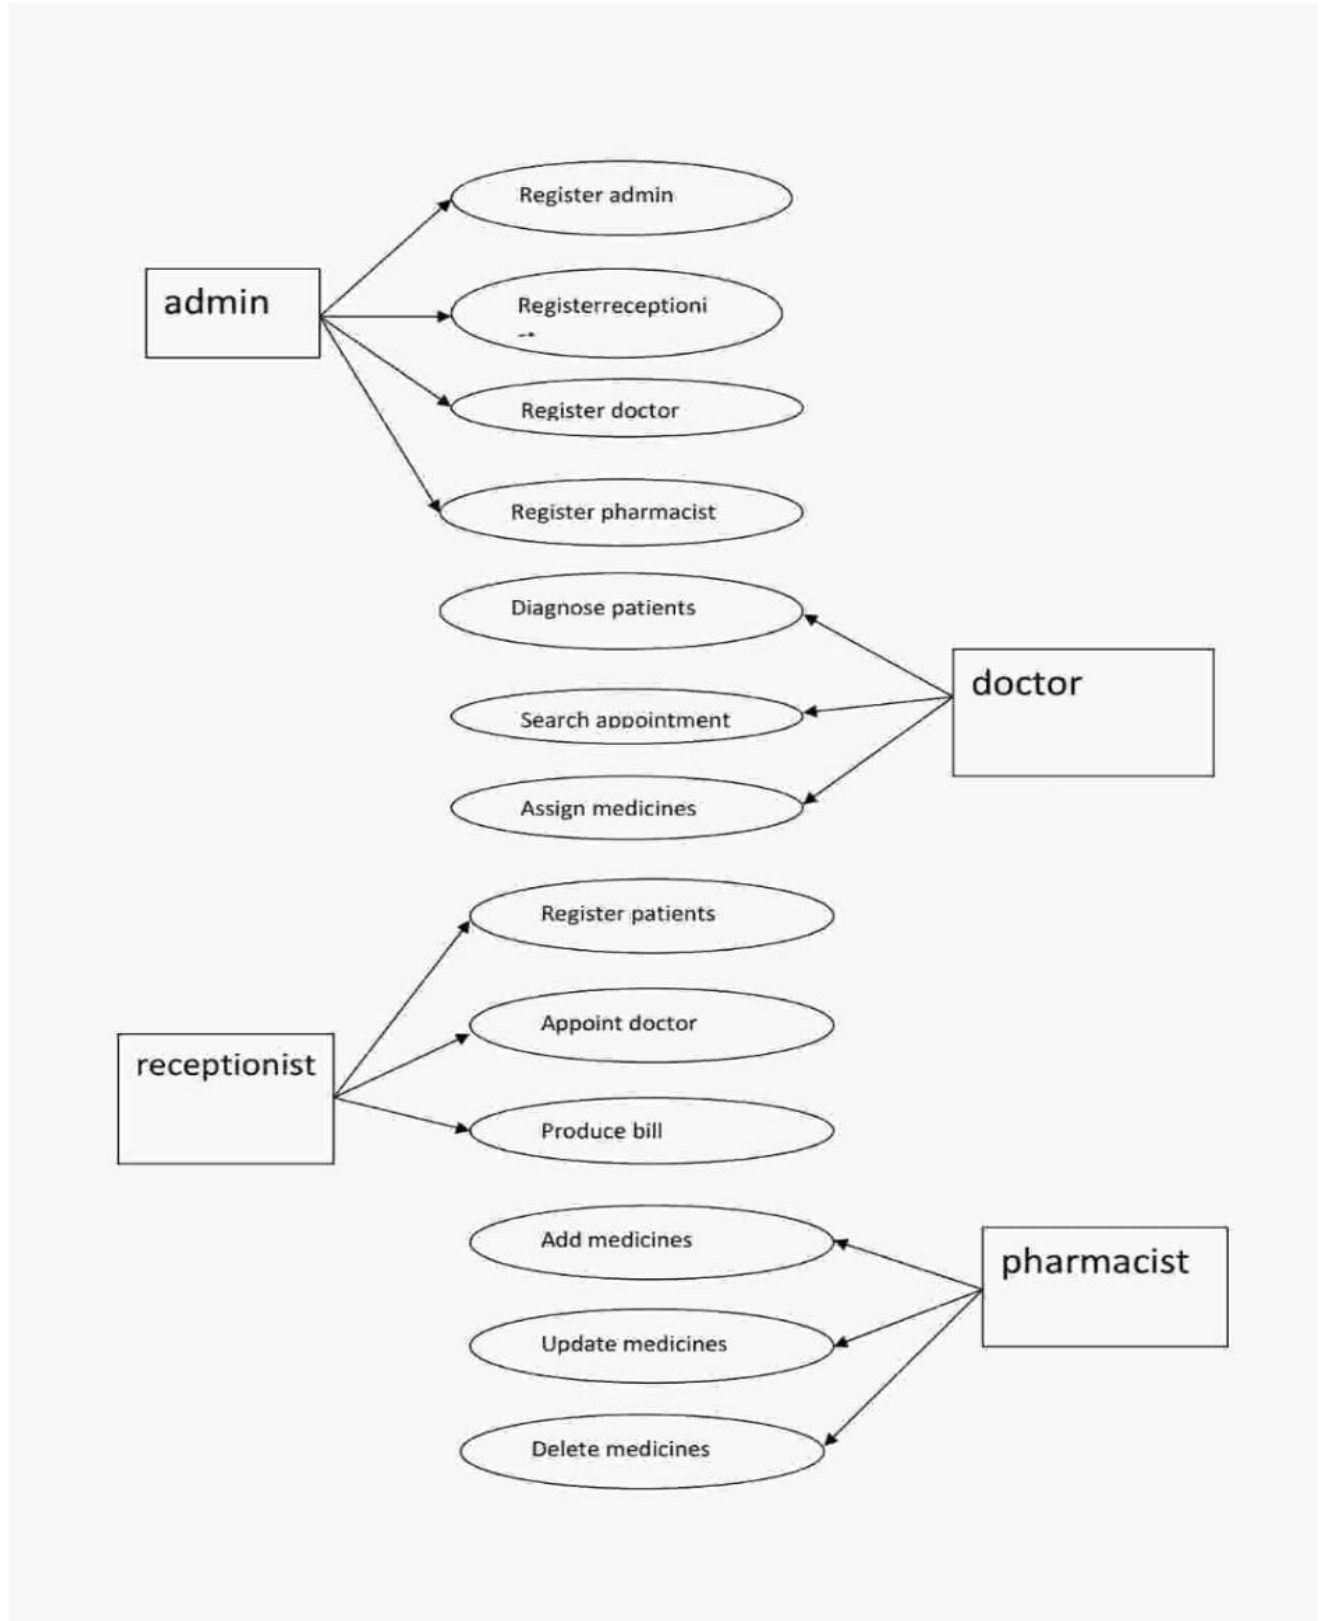 Register admin
admin
Registerreceptioni
Register doctor
Register pharmacist
Diagnose patients
doctor
Search appointment
Assign medicines
Register patients
Appoint doctor
receptionist
Produce bill
Add medicines
pharmacist
Update medicines
Delete medicines